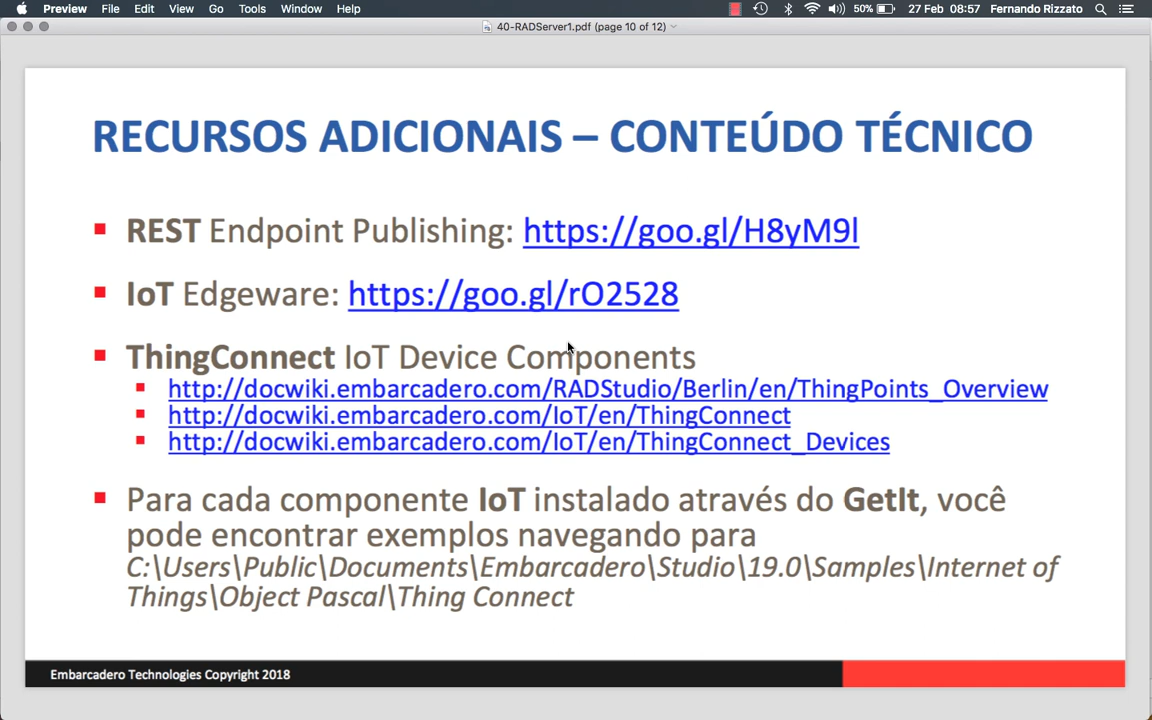 Preview File Edit View Go Tools Window Help 50% 27 Feb 08:57 Fernando Rizzato
40-RADServer1.pdf (page 10 of 12)
RECURSOS ADICIONAIS – CONTEÚDO TÉCNICO
REST Endpoint Publishing: https://goo.gl/H8yM9l
IoT Edgeware: https://goo.gl/rO2528
ThingConnect IoT Device Components
http://docwiki.embarcadero.com/RADStudio/Berlin/en/ThingPoints_Overview
http://docwiki.embarcadero.com/IoT/en/ThingConnect
http://docwiki.embarcadero.com/IoT/en/ThingConnect_Devices
Para cada componente IoT instalado através do GetIt, você
pode encontrar exemplos navegando para
C:\Users\Public\Documents\Embarcadero\Studio\19.0\Samples\Internet of
Things\Object Pascal\Thing Connect
Embarcadero Technologies Copyright 2018